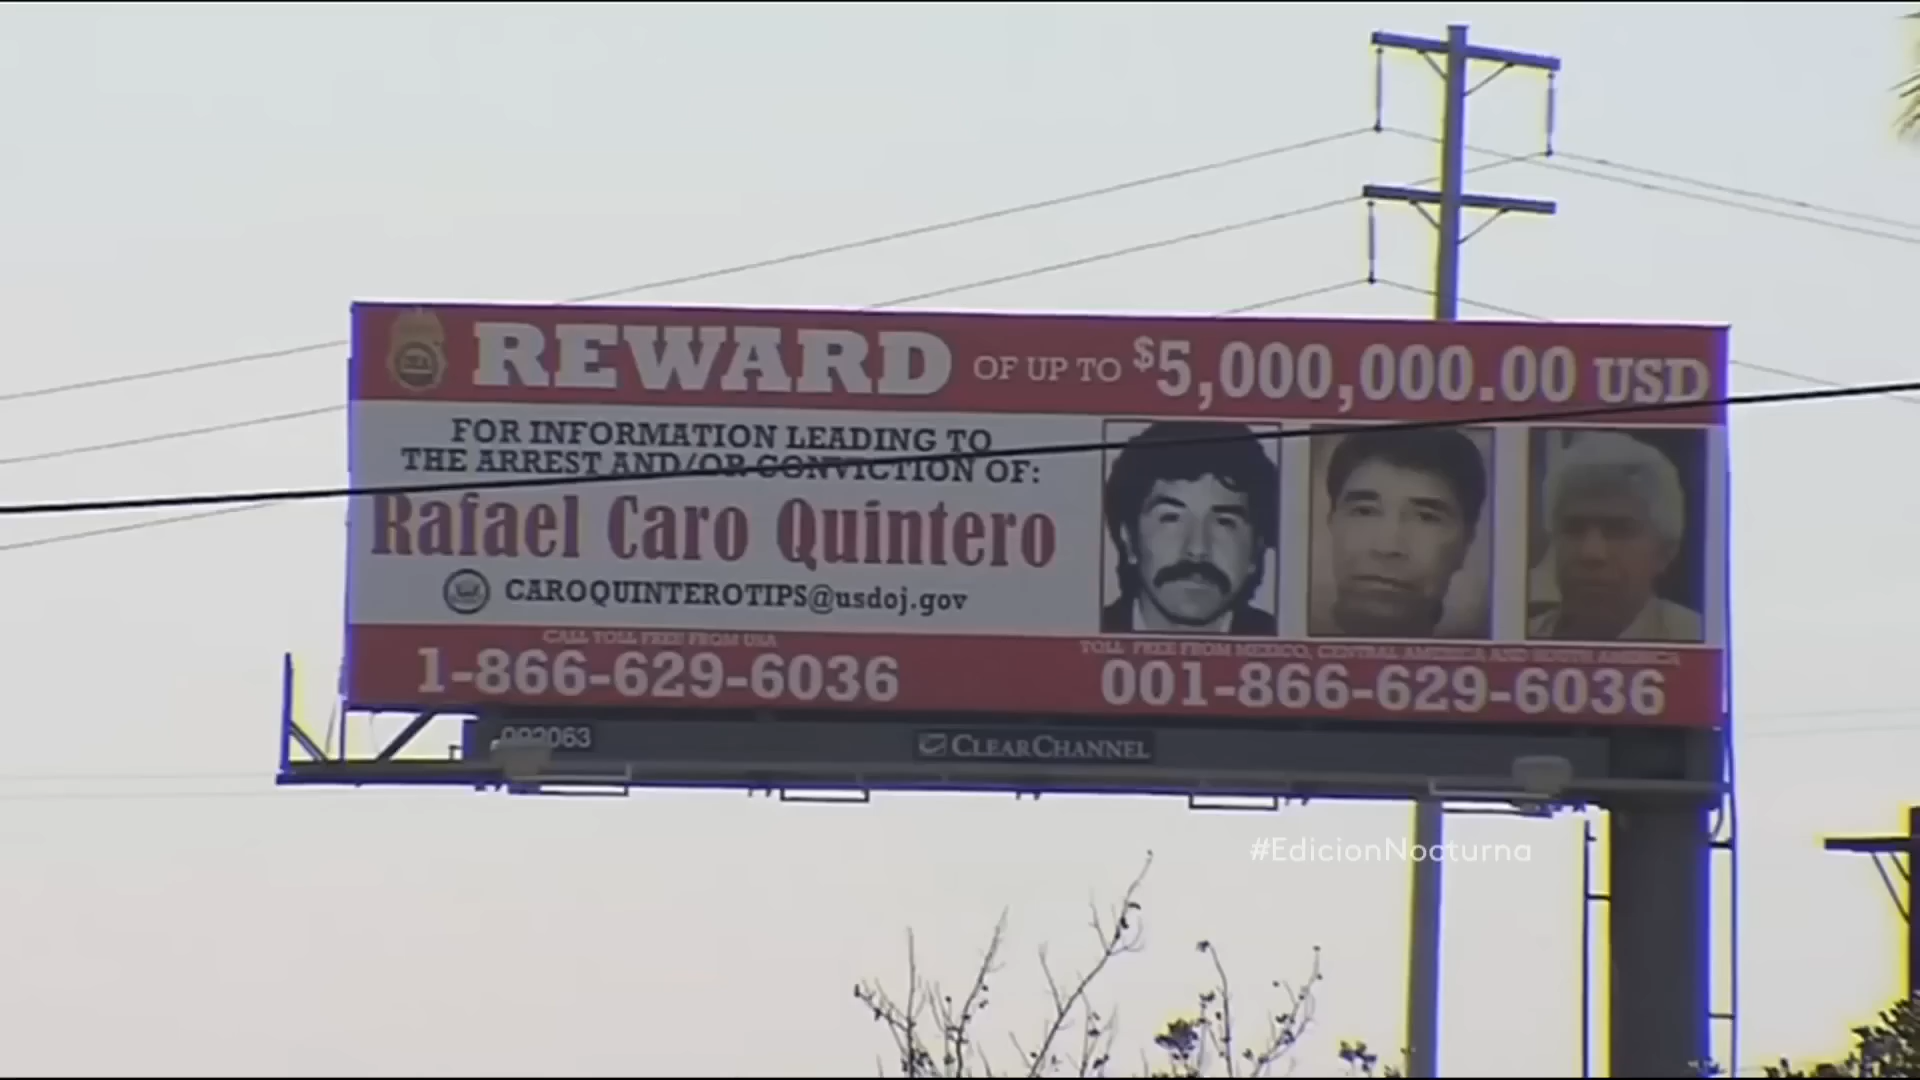 REWARD OF UP TO $5,000,000.00 USD
FOR INFORMATION LEADING TO
THE ARREST AND/OR CONVICTION OF:
Rafael Caro Quintero
CAROQUINTEROTIPS@usdoj.gov
CALL TOLL FREE FROM USA
1-866-629-6036
TOLL FREE FROM MEXICO, CENTRAL AMERICA AND SOUTH AMERICA
001-866-629-6036
CLEARCHANNEL
#EdicionNocturna